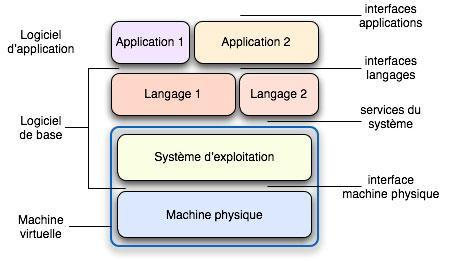 interfaces
applications
Logiciel
d'application
Application 1
Application 2
interfaces
langages
Langage 1
Langage 2
services du
système
Logiciel
de base
Système d'exploitation
interface
machine physique
Machine physique
Machine
virtuelle